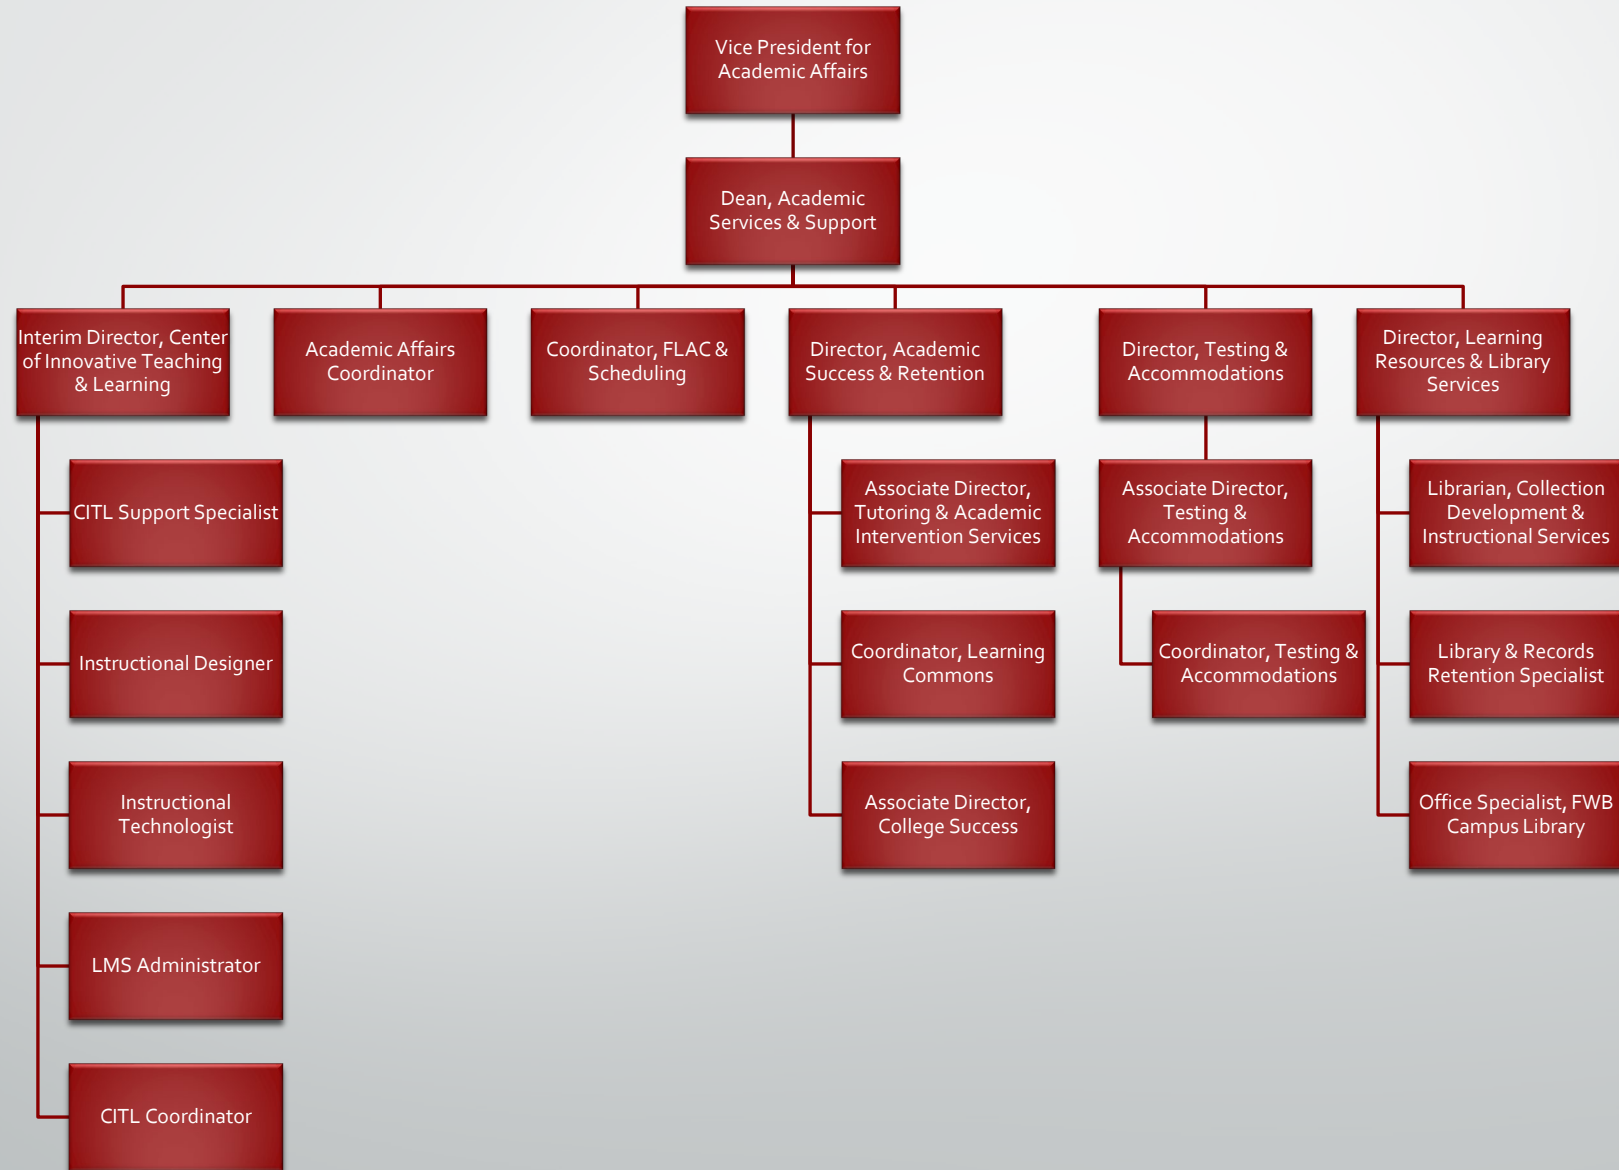 Vice President for
Academic Affairs
Dean, Academic
Services & Support
Interim Director, Center
of Innovative Teaching
& Learning
Academic Affairs
Coordinator
Coordinator, FLAC &
Scheduling
Director, Academic
Success & Retention
Director, Testing &
Accommodations
Director, Learning
Resources & Library
Services
CITL Support Specialist
Instructional Designer
Instructional
Technologist
LMS Administrator
CITL Coordinator
Associate Director,
Tutoring & Academic
Intervention Services
Coordinator, Learning
Commons
Associate Director,
College Success
Associate Director,
Testing &
Accommodations
Coordinator, Testing &
Accommodations
Librarian, Collection
Development &
Instructional Services
Library & Records
Retention Specialist
Office Specialist, FWB
Campus Library